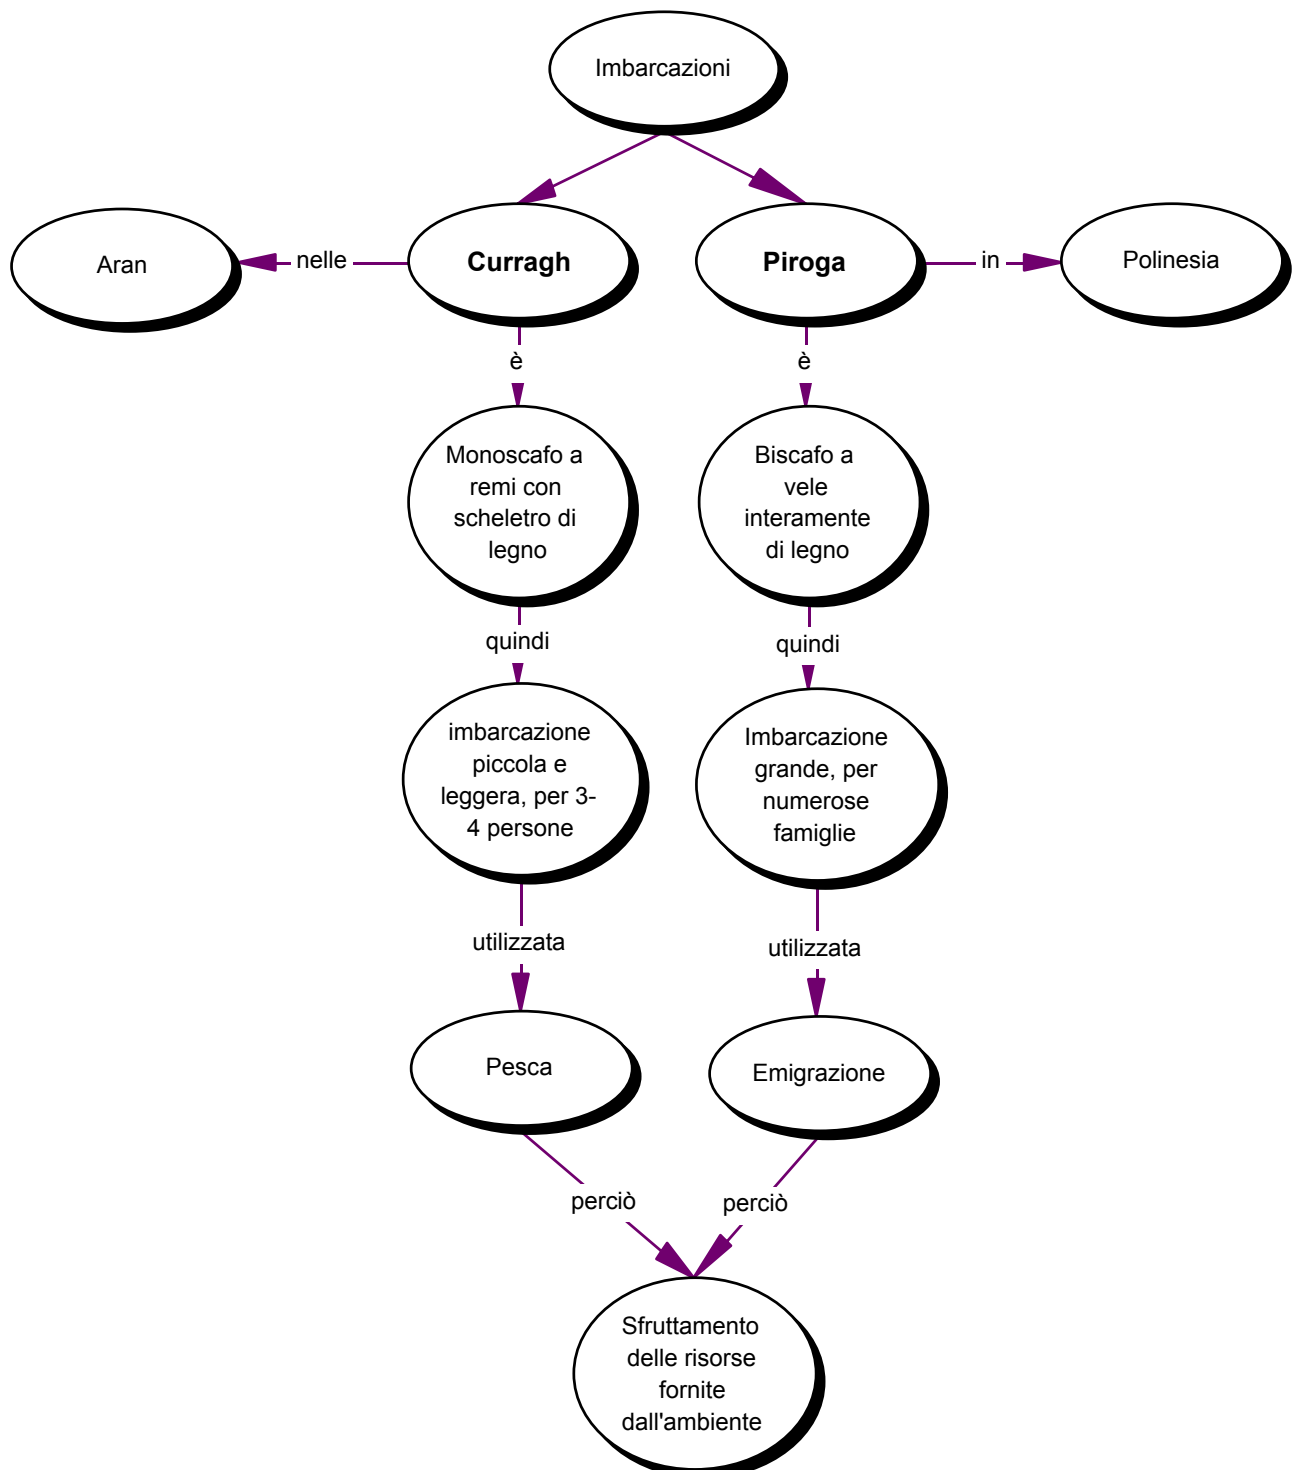 Imbarcazioni
Aran
nelle
Curragh
Piroga
in
Polinesia
è
è
Monoscafo a
remi con
scheletro di
legno
Biscafo a
vele
interamente
di legno
quindi
quindi
imbarcazione
piccola e
leggera, per 3-
4 persone
Imbarcazione
grande, per
numerose
famiglie
utilizzata
utilizzata
Pesca
Emigrazione
perciò
perciò
Sfruttamento
delle risorse
fornite
dall'ambiente